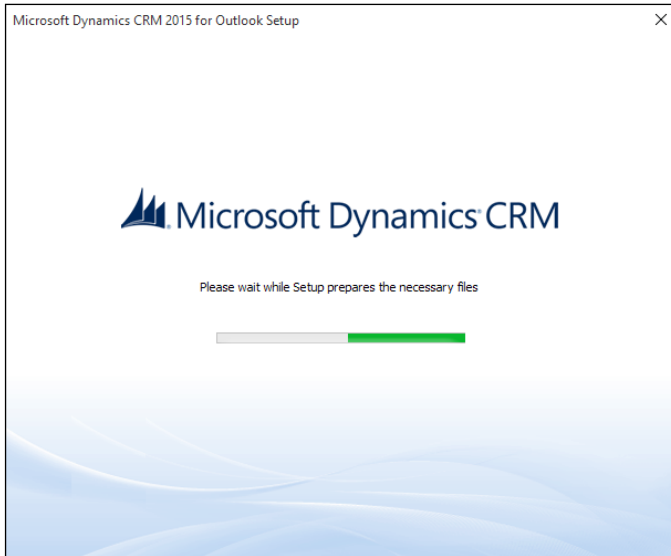 Microsoft Dynamics CRM 2015 for Outlook Setup
Microsoft Dynamics CRM
Please wait while Setup prepares the necessary files